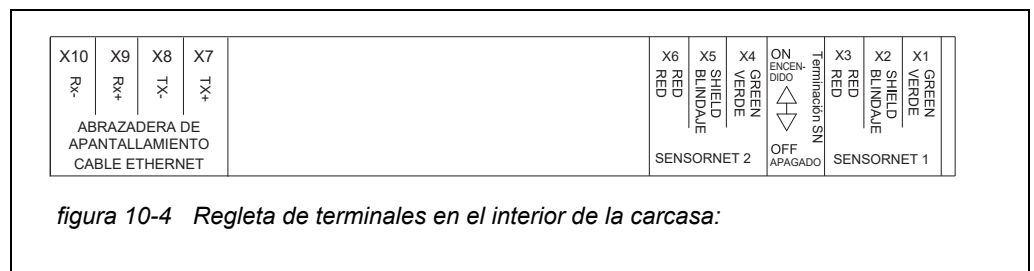 X10 X9 X8 X7
Rx- Rx+ TX- TX+
ABRAZADERA DE
APANTALLAMIENTO
CABLE ETHERNET
X6 X5 X4
RED
RED
SHIELD
BLINDAJE
GREEN
VERDE
SENSORNET 2
ON
ENCEN-
DIDO
Terminación SN
OFF
APAGADO
X3 X2 X1
RED
RED
SHIELD
BLINDAJE
GREEN
VERDE
SENSORNET 1
figura 10-4 Regleta de terminales en el interior de la carcasa: